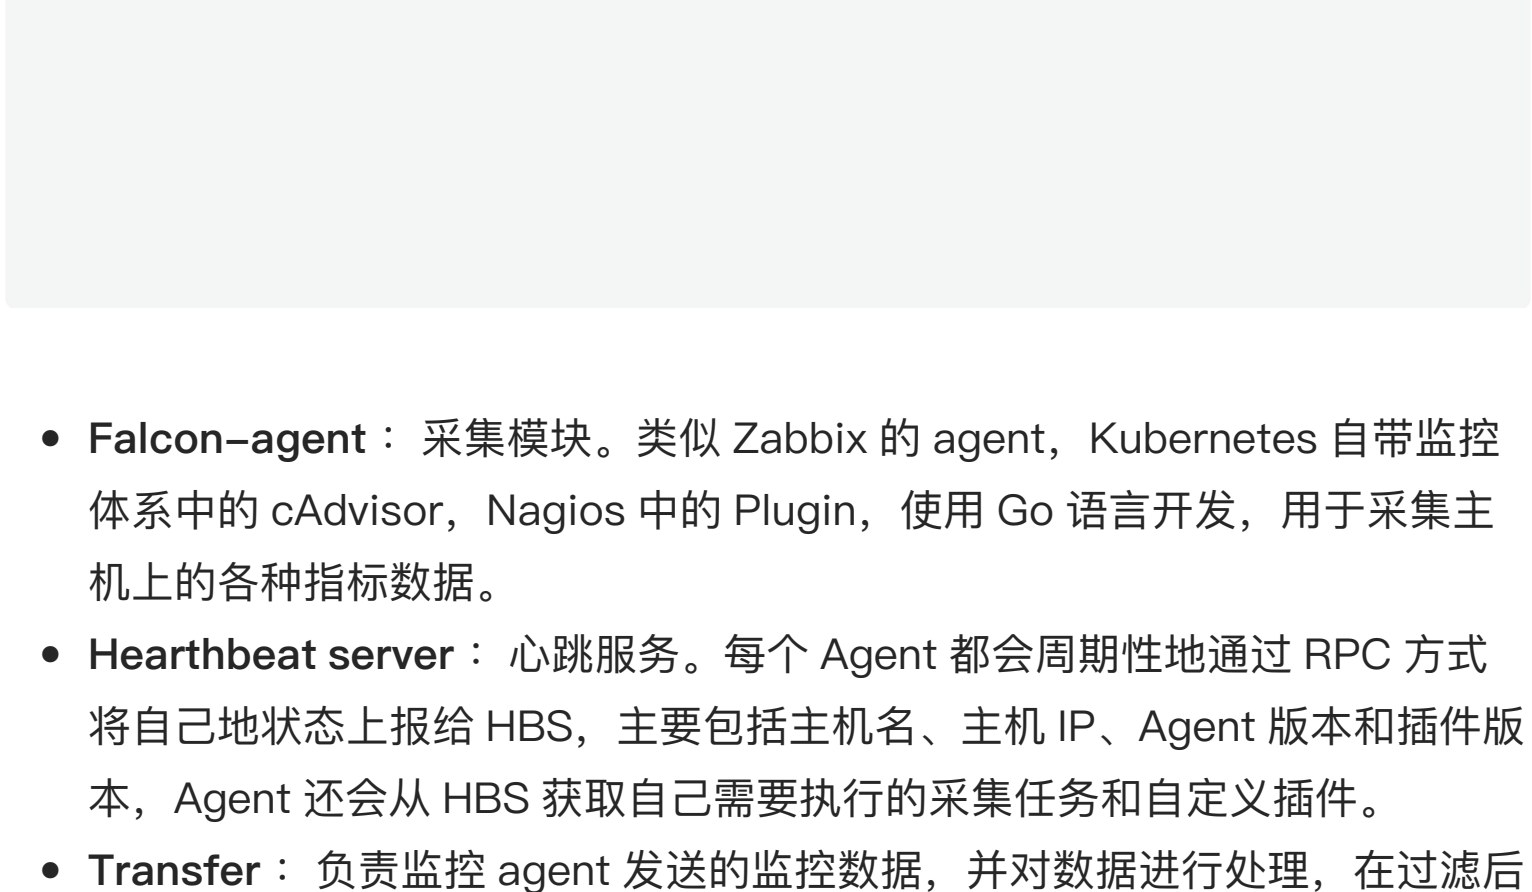 • Falcon–agent： 采集模块。类似 Zabbix 的 agent，Kubernetes 自带监控
体系中的 cAdvisor，Nagios 中的 Plugin，使用 Go 语言开发，用于采集主
机上的各种指标数据。
• Hearthbeat server： 心跳服务。每个 Agent 都会周期性地通过 RPC 方式
将自己地状态上报给 HBS，主要包括主机名、主机 IP、Agent 版本和插件版
本，Agent 还会从 HBS 获取自己需要执行的采集任务和自定义插件。
• Transfer： 负责监控 agent 发送的监控数据，并对数据进行处理，在过滤后